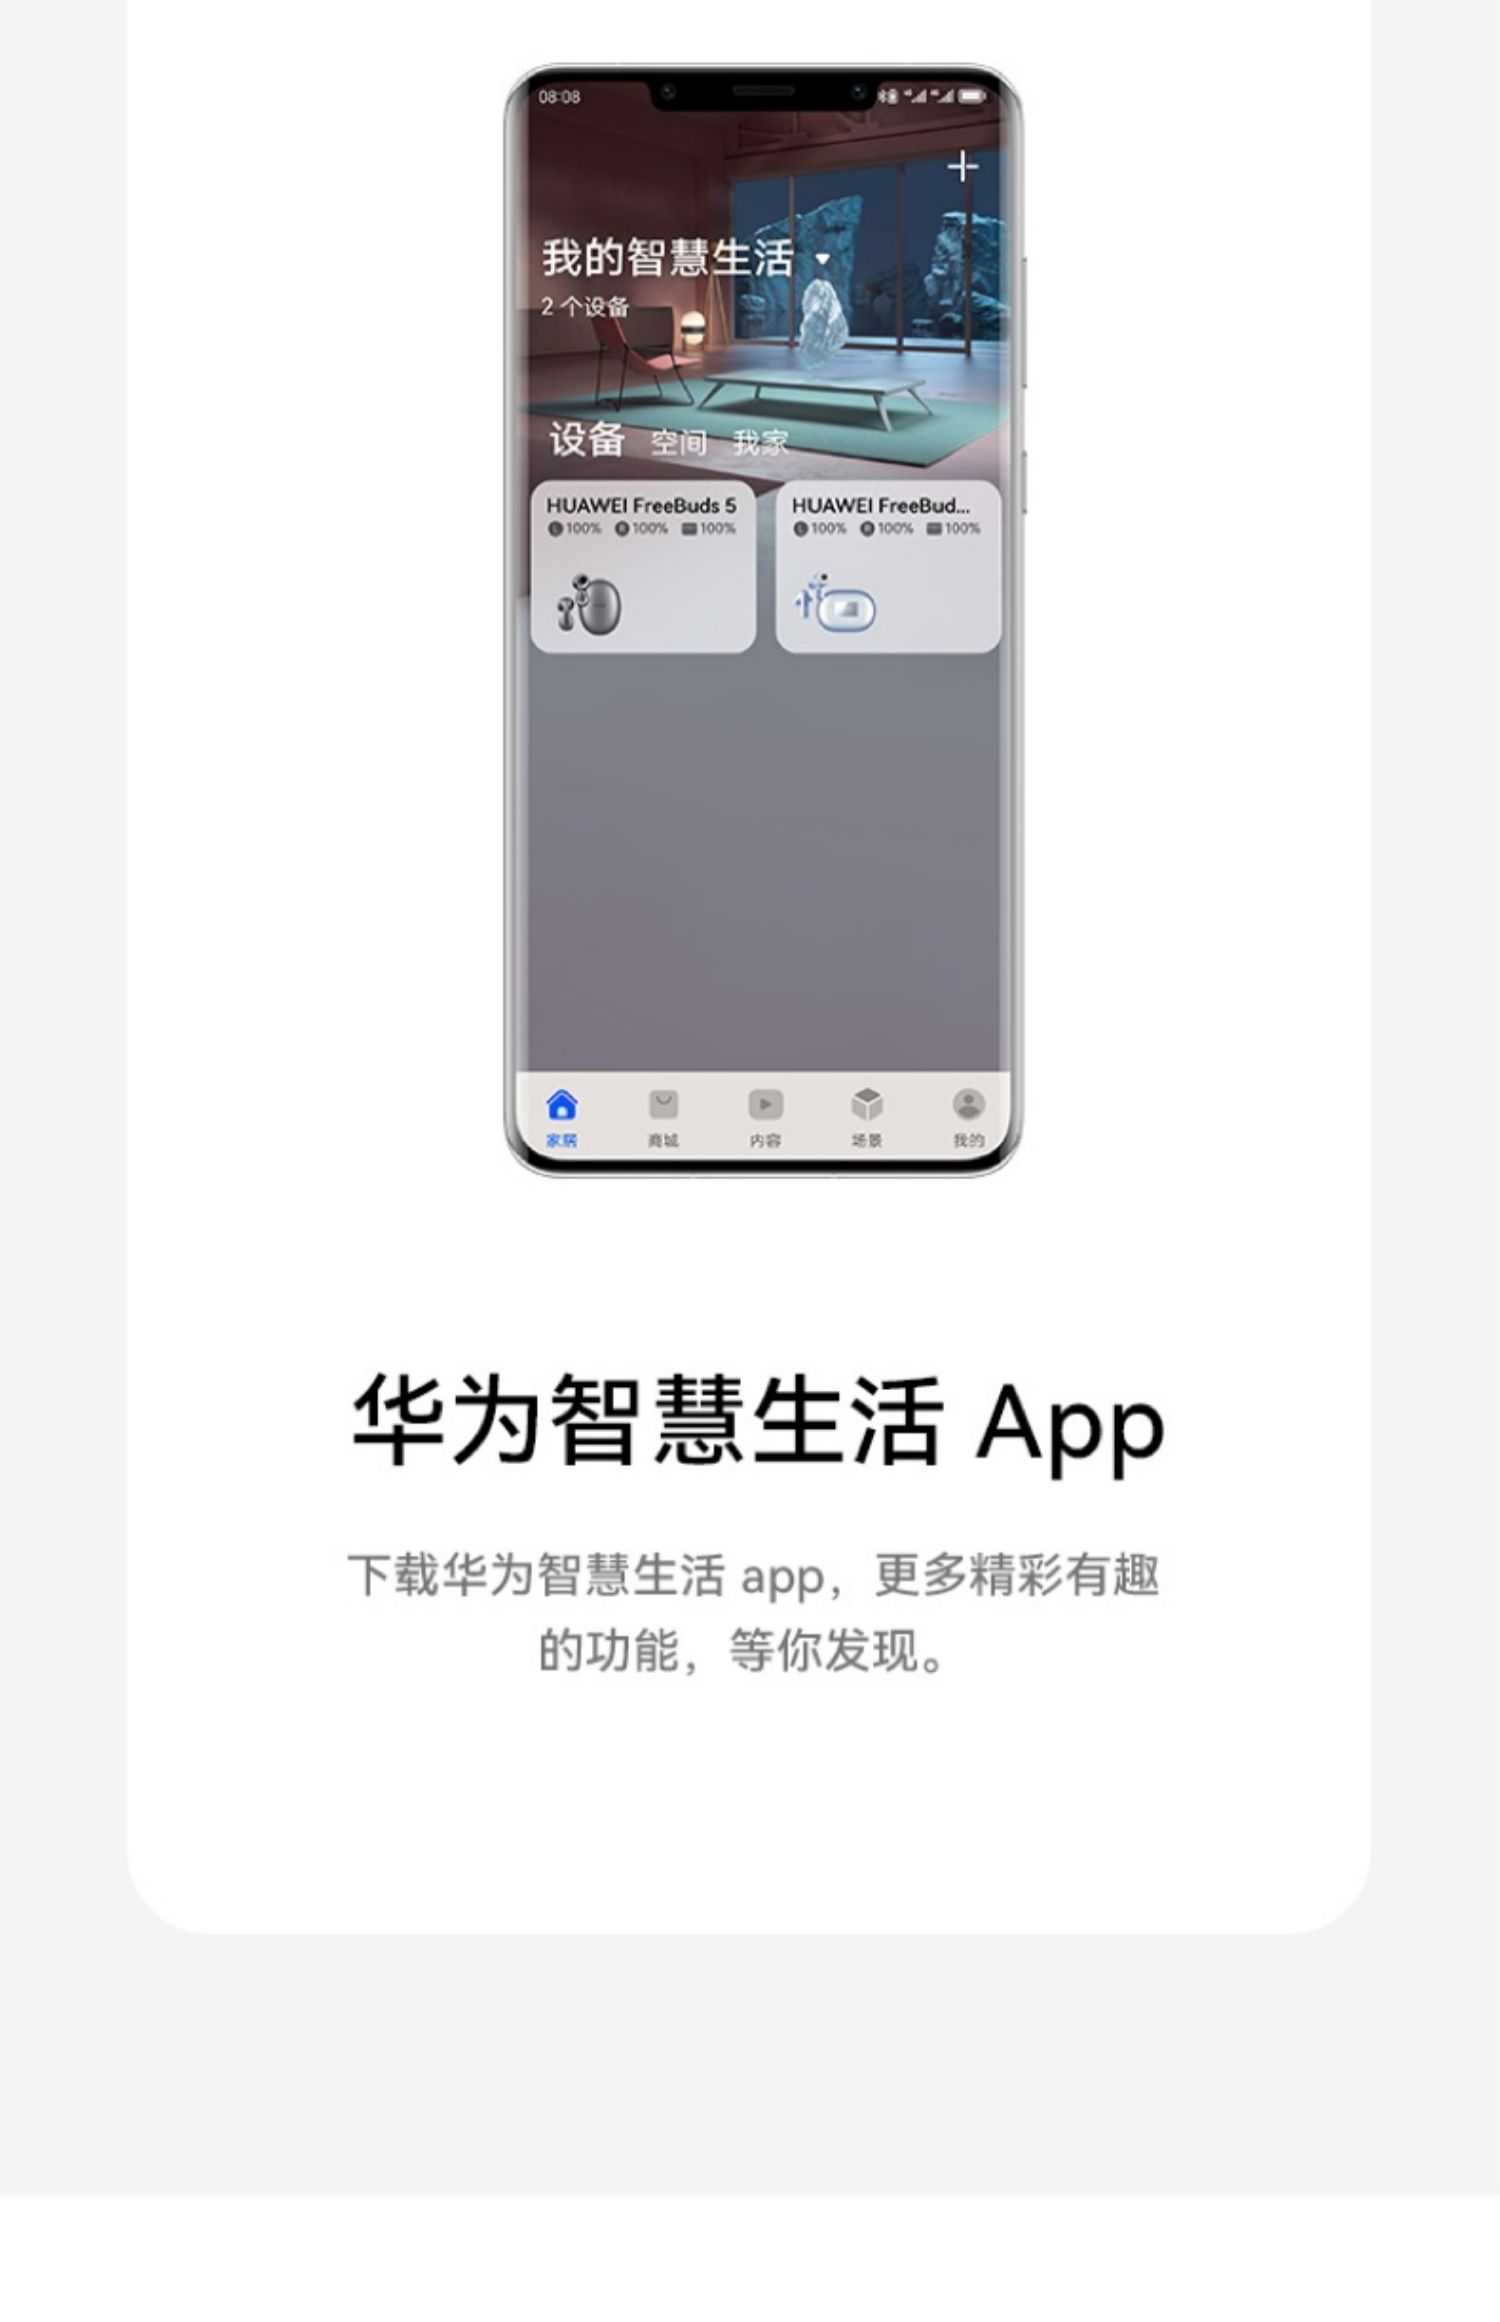 08:08
我的智慧生活
2 个设备
设备 空间 我家
HUAWEI FreeBuds 5
L 100% R 100% 100%
HUAWEI FreeBud...
L 100% R 100% 100%
家居 商城 内容 场景 我的
华为智慧生活 App
下载华为智慧生活 app，更多精彩有趣
的功能，等你发现。